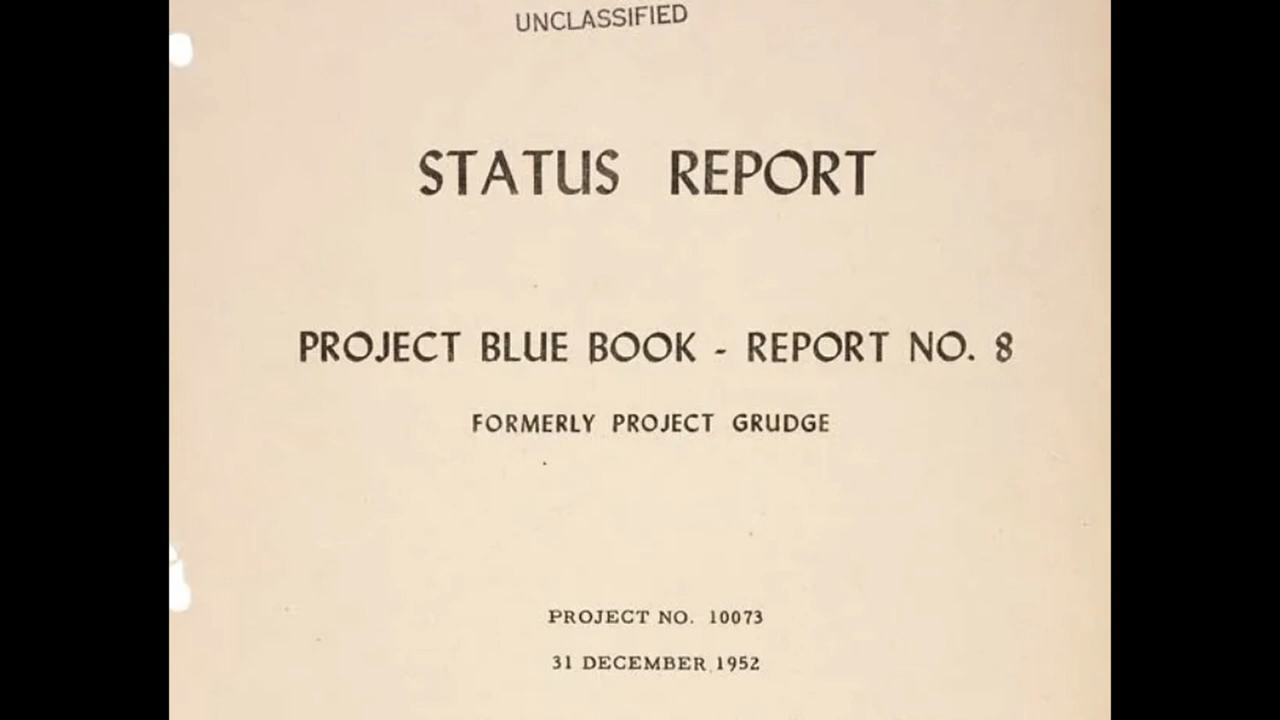 UNCLASSIFIED
STATUS REPORT
PROJECT BLUE BOOK - REPORT NO. 8
FORMERLY PROJECT GRUDGE
PROJECT NO. 10073
31 DECEMBER 1952